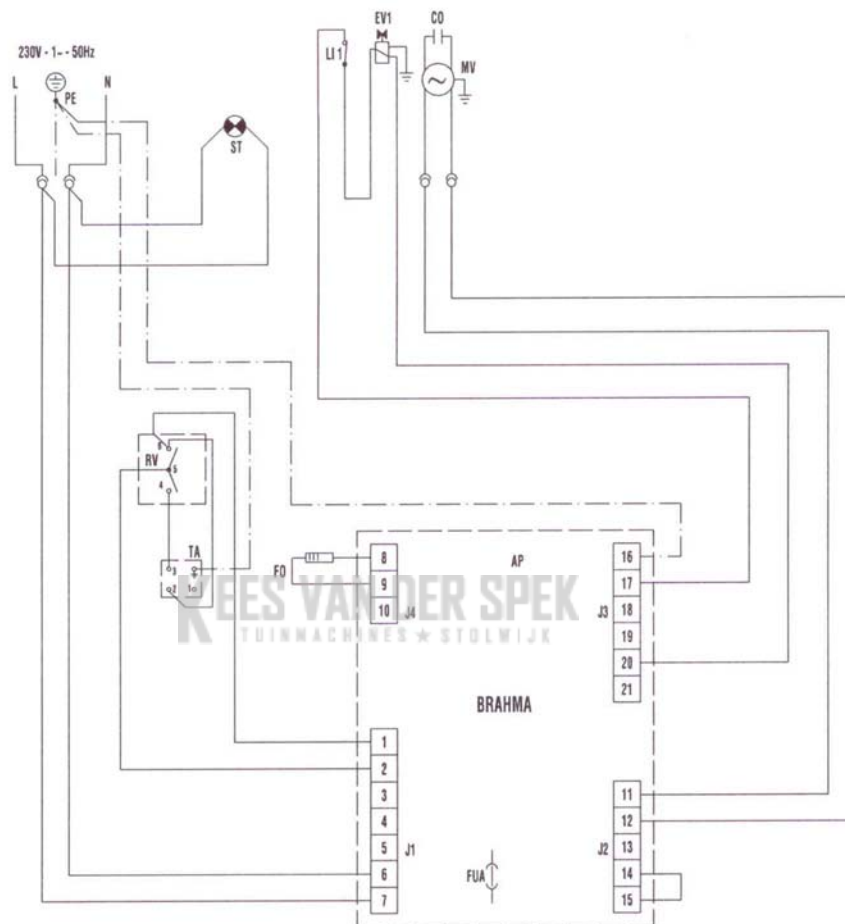 230V - 1~ - 50Hz
L
N
PE
ST
LI 1
EV1
CO
MV
RV
6
5
4
TA
3
2
1
FO
AP
8
9
10
J4
16
17
18
19
20
21
J3
KEES VAN DER SPEK
TUINMACHINES ★ STOLWIJK
BRAHMA
1
2
3
4
5
6
7
J1
11
12
13
14
15
J2
FUA